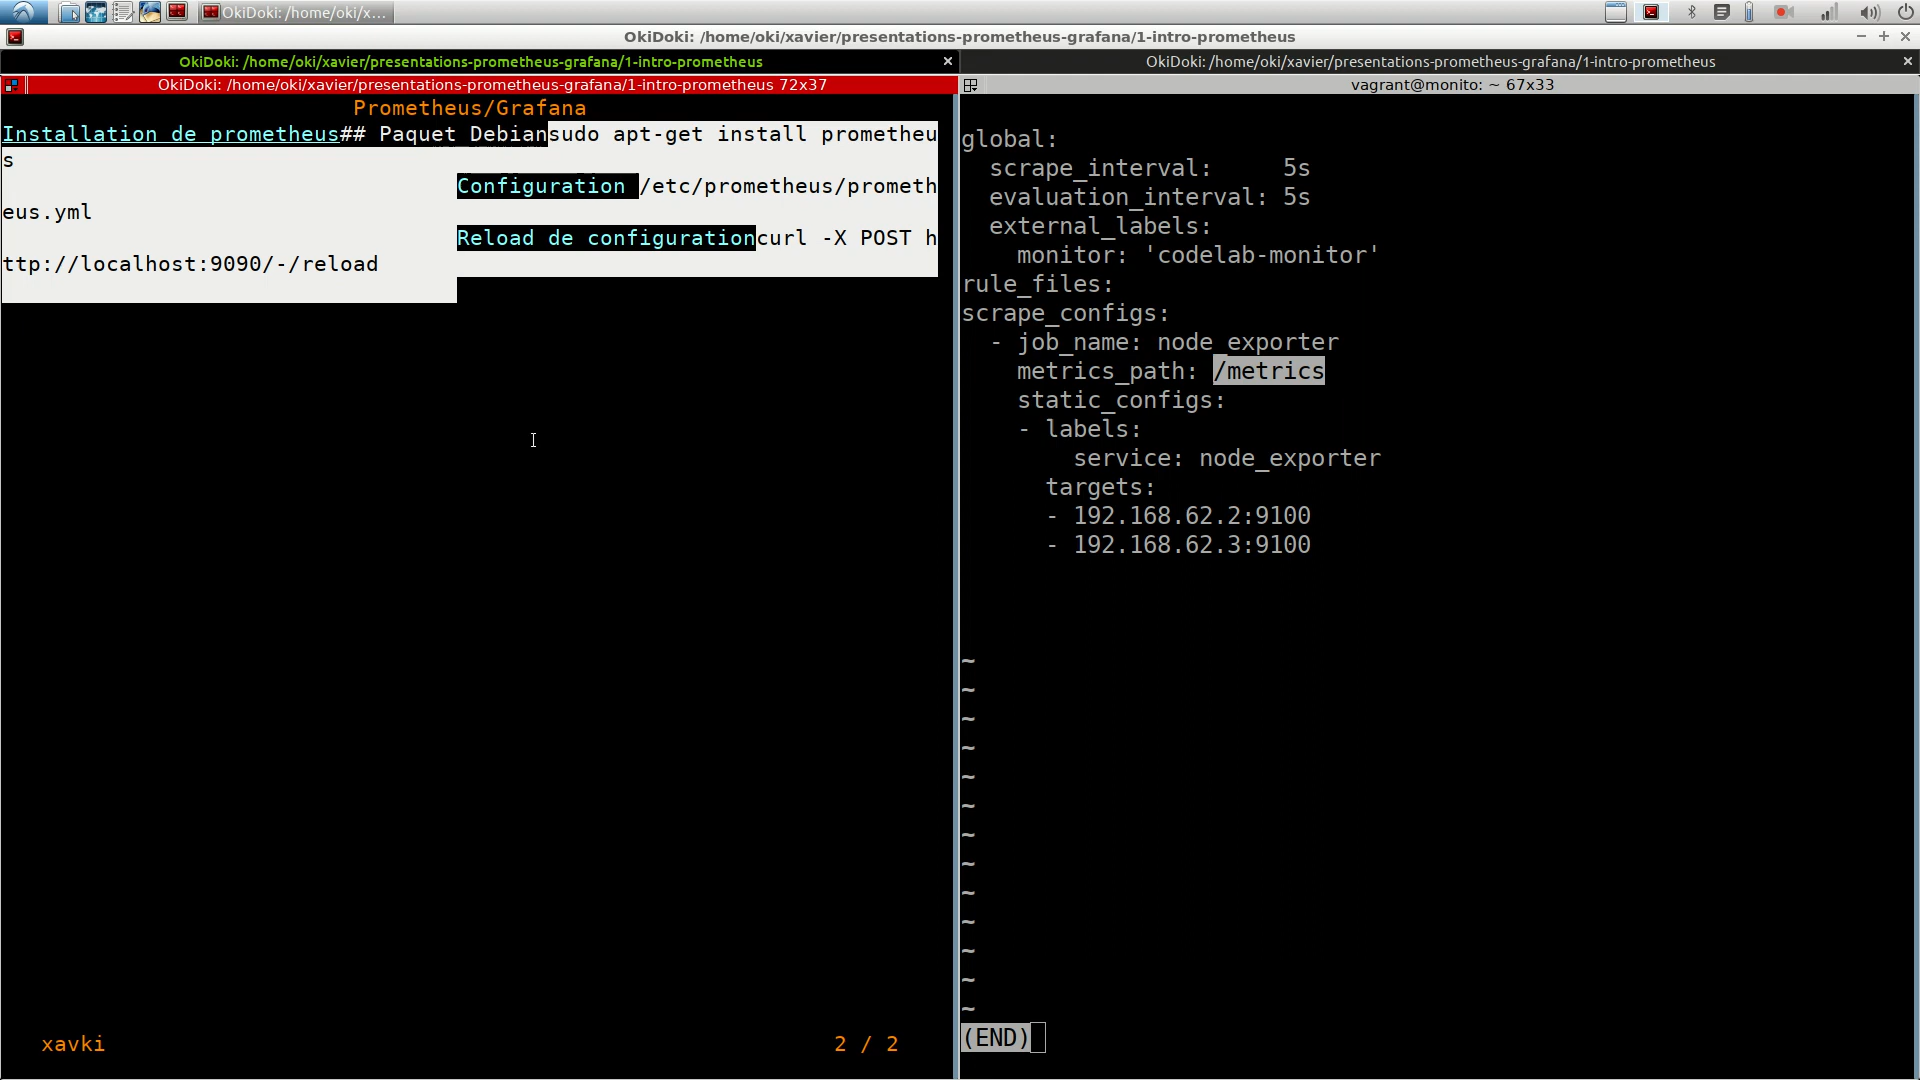 OkiDoki: /home/oki/x...
OkiDoki: /home/oki/xavier/presentations-prometheus-grafana/1-intro-prometheus
OkiDoki: /home/oki/xavier/presentations-prometheus-grafana/1-intro-prometheus
OkiDoki: /home/oki/xavier/presentations-prometheus-grafana/1-intro-prometheus
OkiDoki: /home/oki/xavier/presentations-prometheus-grafana/1-intro-prometheus 72x37
Prometheus/Grafana
Installation de prometheus## Paquet Debiansudo apt-get install prometheu
s
Configuration /etc/prometheus/prometh
eus.yml
Reload de configurationcurl -X POST h
ttp://localhost:9090/-/reload
xavki
2 / 2
vagrant@monito: ~ 67x33
global:
  scrape_interval:     5s
  evaluation_interval: 5s
  external_labels:
    monitor: 'codelab-monitor'
rule_files:
scrape_configs:
  - job_name: node_exporter
    metrics_path: /metrics
    static_configs:
    - labels:
        service: node_exporter
      targets:
      - 192.168.62.2:9100
      - 192.168.62.3:9100
~
~
~
~
~
~
~
~
~
~
~
~
~
(END)